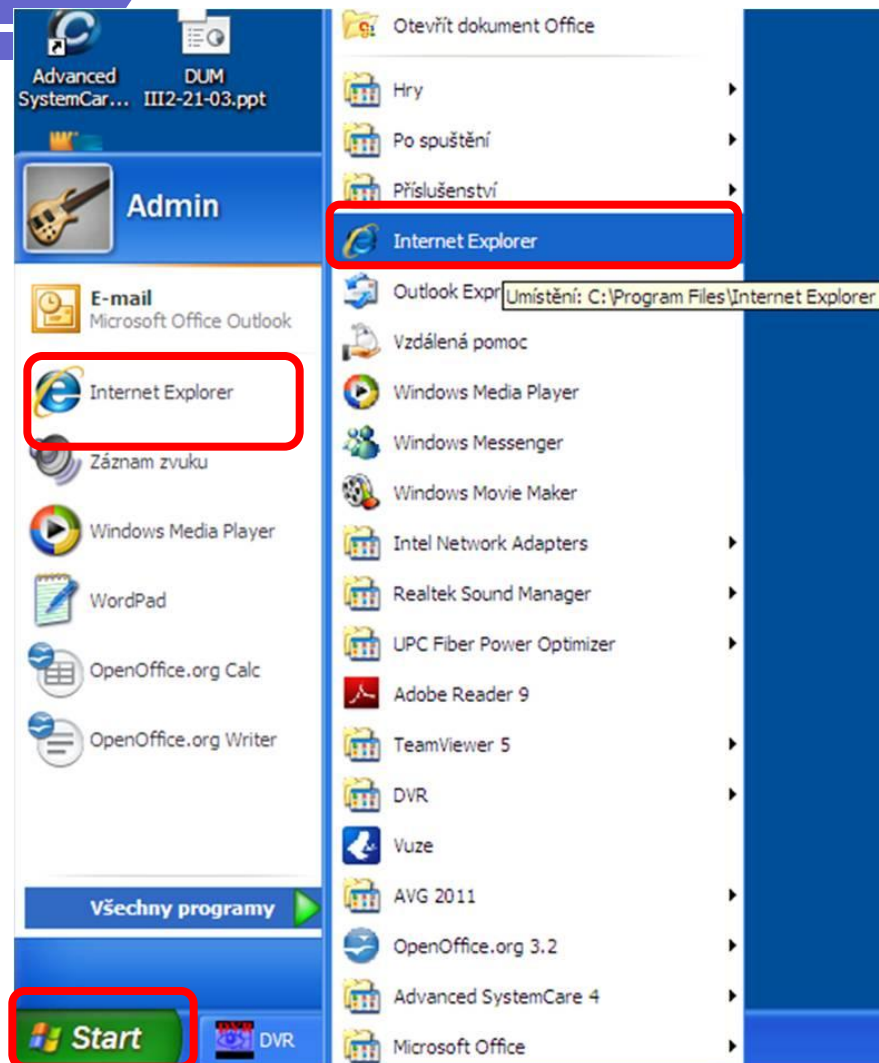 Advanced
SystemCar...
DUM
III2-21-03.ppt
Admin
E-mail
Microsoft Office Outlook
Internet Explorer
Záznam zvuku
Windows Media Player
WordPad
OpenOffice.org Calc
OpenOffice.org Writer
Všechny programy
Start
DVR
Otevřít dokument Office
Hry
Po spuštění
Příslušenství
Internet Explorer
Outlook Expr
Umístění: C:\Program Files\Internet Explorer
Vzdálená pomoc
Windows Media Player
Windows Messenger
Windows Movie Maker
Intel Network Adapters
Realtek Sound Manager
UPC Fiber Power Optimizer
Adobe Reader 9
TeamViewer 5
DVR
Vuze
AVG 2011
OpenOffice.org 3.2
Advanced SystemCare 4
Microsoft Office